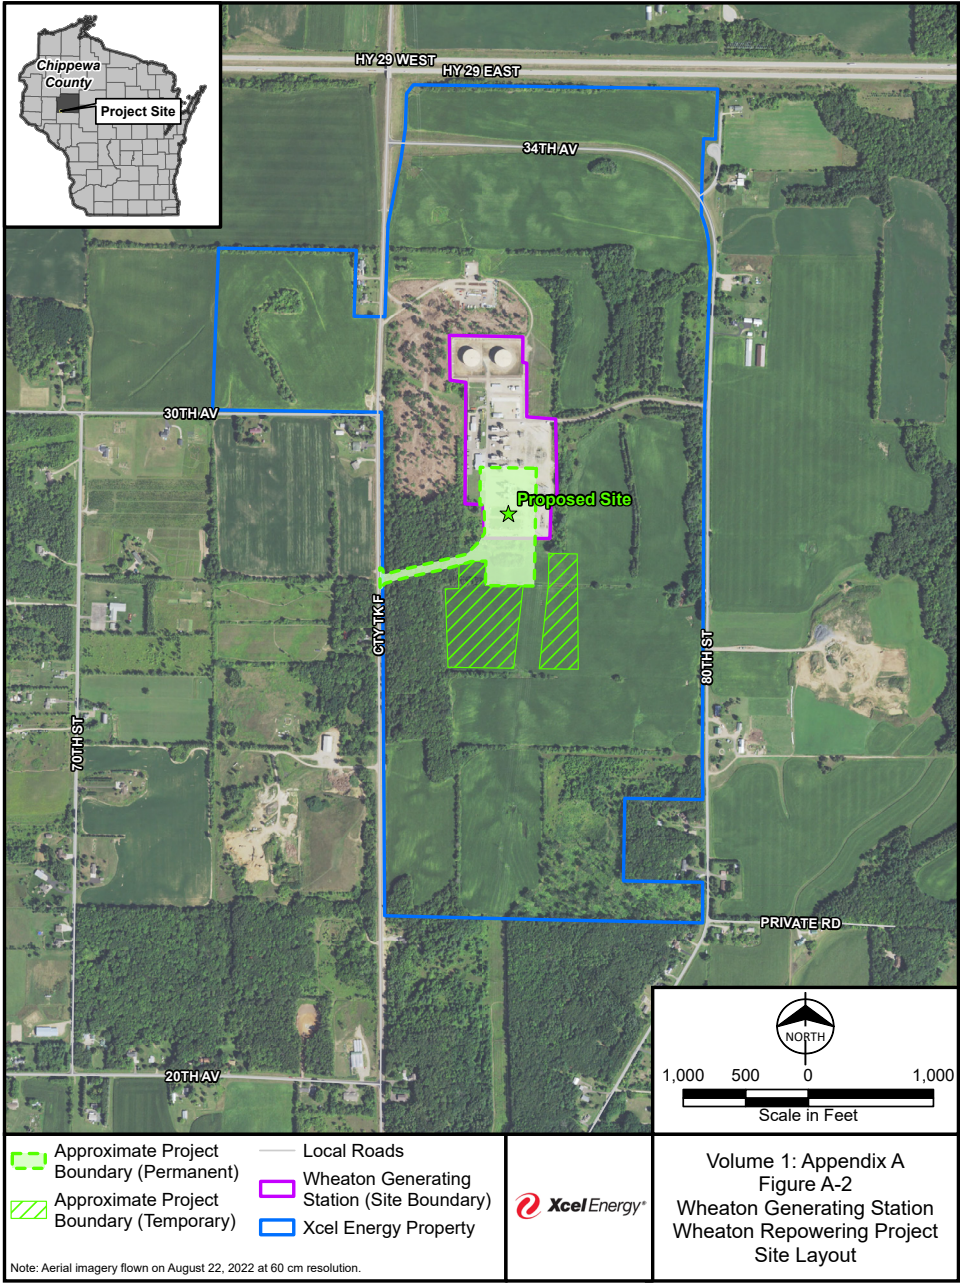 Chippewa
County
Project Site
HY 29 WEST
HY 29 EAST
34TH AV
30TH AV
Proposed Site
CTY TK F
80TH ST
70TH ST
PRIVATE RD
20TH AV
NORTH
1,000 500 0 1,000
Scale in Feet
Approximate Project
Boundary (Permanent)
Approximate Project
Boundary (Temporary)
Local Roads
Wheaton Generating
Station (Site Boundary)
Xcel Energy Property
Note: Aerial imagery flown on August 22, 2022 at 60 cm resolution.
Xcel Energy®
Volume 1: Appendix A
Figure A-2
Wheaton Generating Station
Wheaton Repowering Project
Site Layout